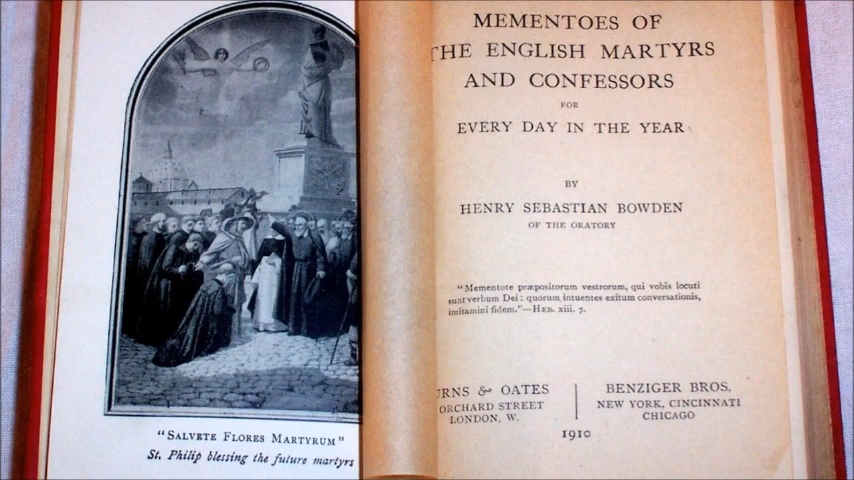 "SALVETE FLORES MARTYRUM"
St. Philip blessing the future martyrs
MEMENTOES OF
THE ENGLISH MARTYRS
AND CONFESSORS
FOR
EVERY DAY IN THE YEAR
BY
HENRY SEBASTIAN BOWDEN
OF THE ORATORY
"Mementote præpositorum vestrorum, qui vobis locuti
sunt verbum Dei: quorum intuentes exitum conversationis,
imitamini fidem."—HEB. xiii. 7.
URNS & OATES
ORCHARD STREET
LONDON, W.
BENZIGER BROS.
NEW YORK, CINCINNATI
CHICAGO
1910